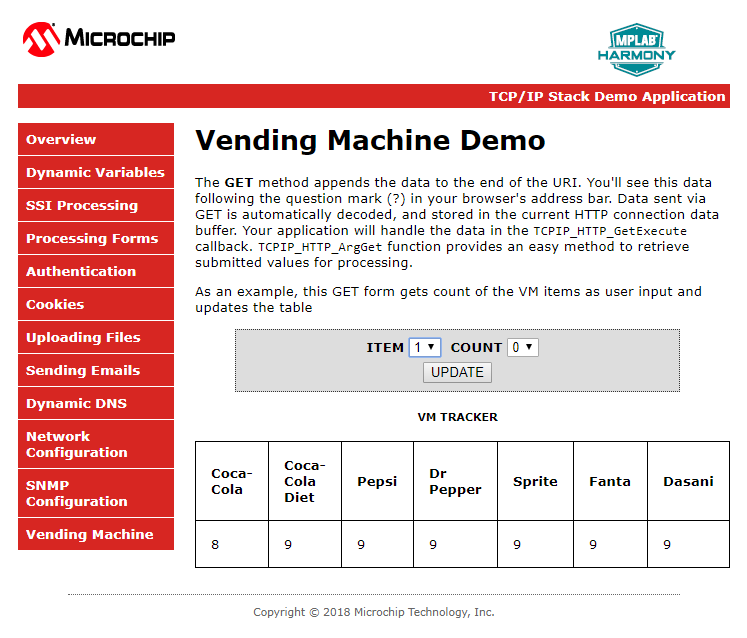 MICROCHIP
MPLAB®
HARMONY
TCP/IP Stack Demo Application
Overview
Dynamic Variables
SSI Processing
Processing Forms
Authentication
Cookies
Uploading Files
Sending Emails
Dynamic DNS
Network
Configuration
SNMP
Configuration
Vending Machine
Vending Machine Demo
The GET method appends the data to the end of the URI. You'll see this data
following the question mark (?) in your browser's address bar. Data sent via
GET is automatically decoded, and stored in the current HTTP connection data
buffer. Your application will handle the data in the TCPIP_HTTP_GetExecute
callback. TCPIP_HTTP_ArgGet function provides an easy method to retrieve
submitted values for processing.
As an example, this GET form gets count of the VM items as user input and
updates the table
ITEM 1 COUNT 0
UPDATE
VM TRACKER
Coca-
Cola
Coca-
Cola
Diet
Pepsi
Dr
Pepper
Sprite
Fanta
Dasani
8 9 9 9 9 9 9
Copyright © 2018 Microchip Technology, Inc.